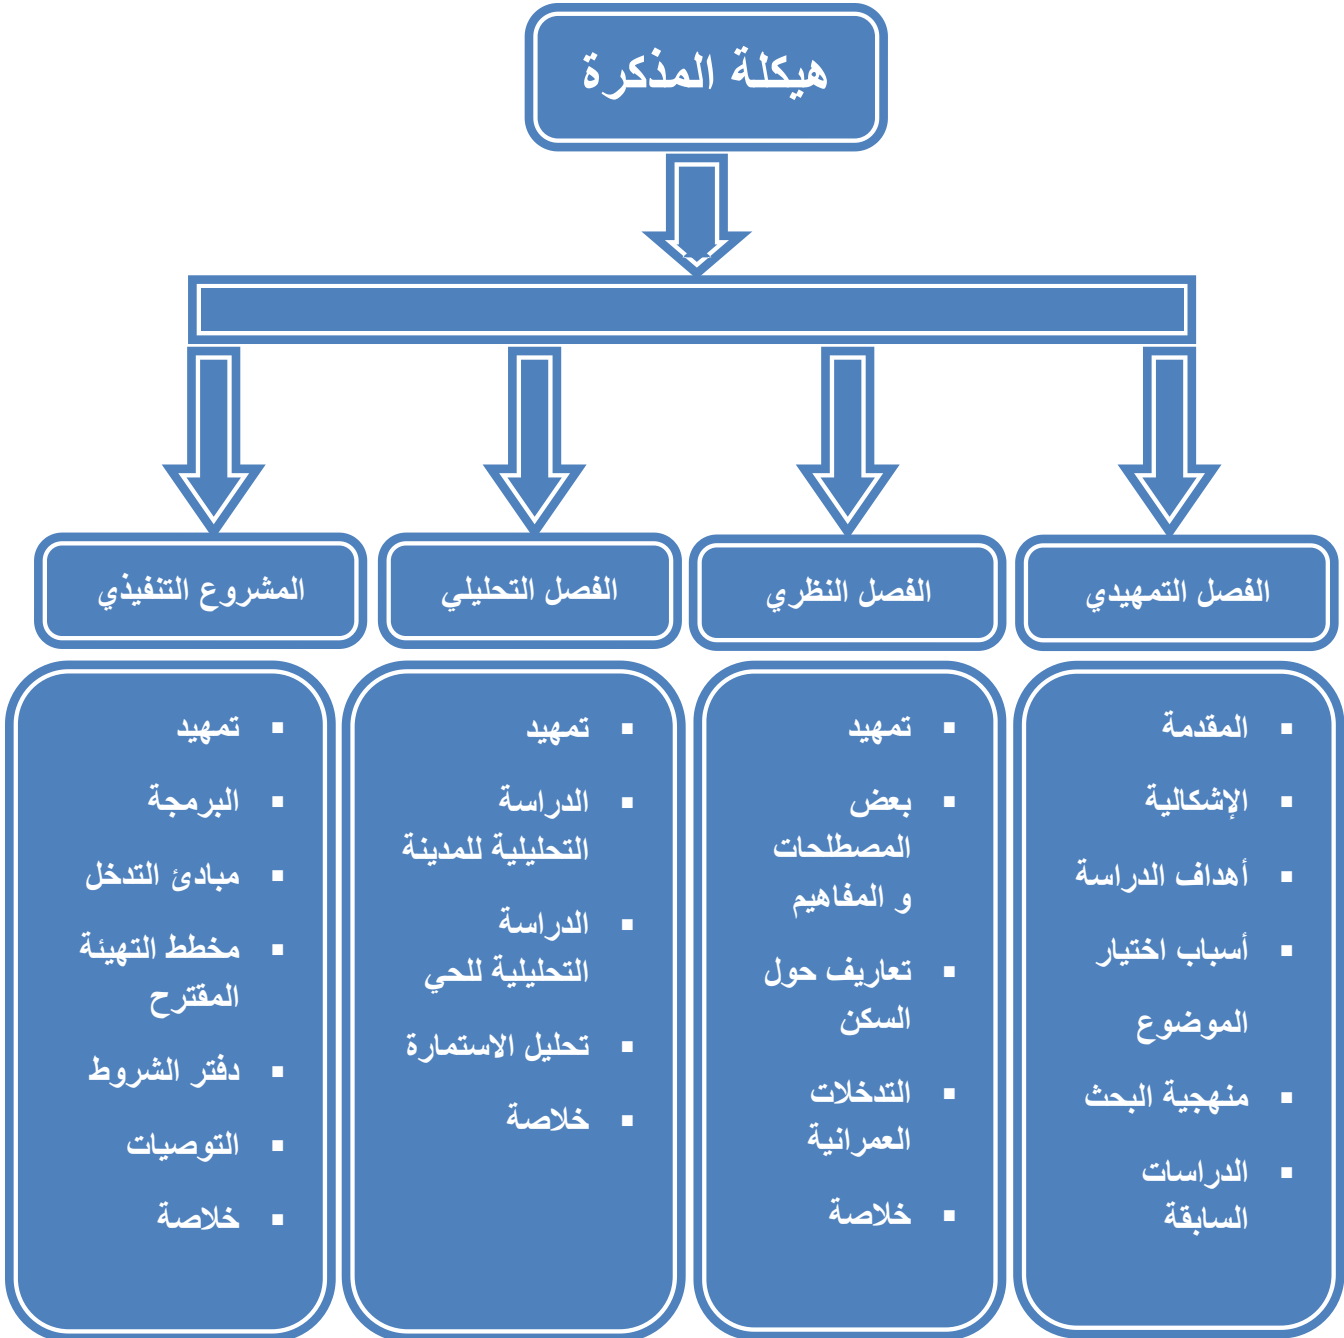 هيكلة المذكرة
الفصل التمهيدي
الفصل النظري
الفصل التحليلي
المشروع التنفيذي
▪ المقدمة
▪ الإشكالية
▪ أهداف الدراسة
▪ أسباب اختيار
الموضوع
▪ منهجية البحث
▪ الدراسات
السابقة
▪ تمهيد
▪ بعض
المصطلحات
و المفاهيم
▪ تعاريف حول
السكن
▪ التدخلات
العمرانية
▪ خلاصة
▪ تمهيد
▪ الدراسة
التحليلية للمدينة
▪ الدراسة
التحليلية للحي
▪ تحليل الاستمارة
▪ خلاصة
▪ تمهيد
▪ البرمجة
▪ مبادئ التدخل
▪ مخطط التهيئة
المقترح
▪ دفتر الشروط
▪ التوصيات
▪ خلاصة